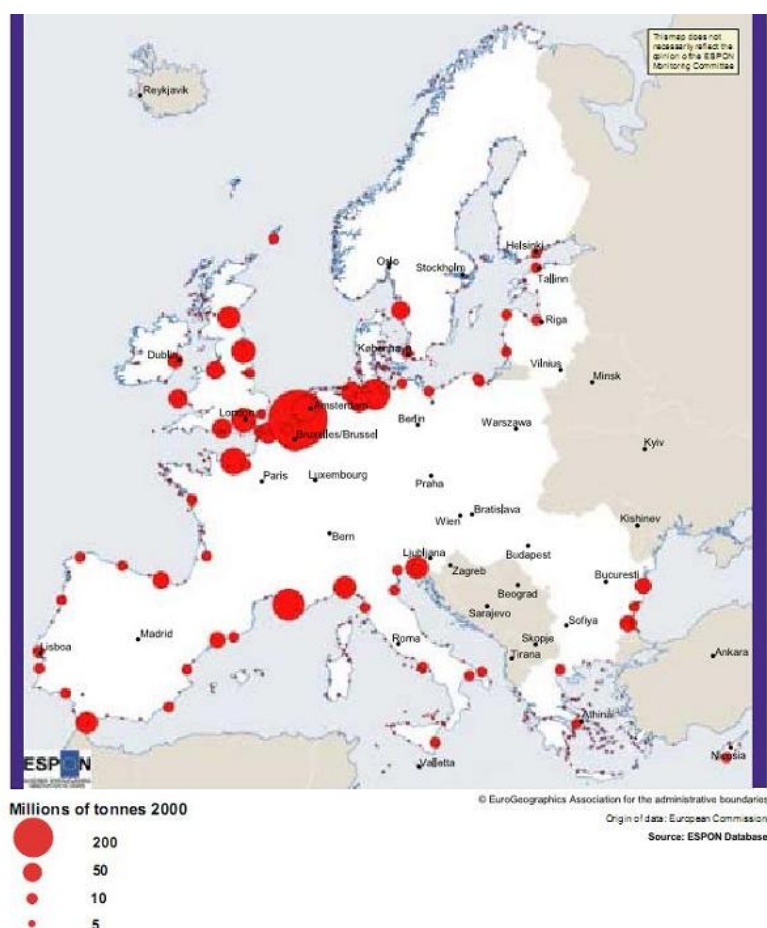 This map does not
necessarily reflect the
opinion of the ESPON
Monitoring Committee
Reykjavik
Helsinki
Oslo
Stockholm
Tallinn
Riga
København
Dublin
Vilnius
Minsk
London
Amsterdam
Berlin
Warszawa
Bruxelles/Brussel
Kyiv
Paris
Luxembourg
Praha
Wien
Bratislava
Kishinev
Bern
Budapest
Ljubljana
Zagreb
Bucuresti
Beograd
Sarajevo
Madrid
Roma
Sofiya
Lisboa
Skopje
Tirana
Ankara
Athinai
Nicosia
ESPON
Valletta
© EuroGeographics Association for the administrative boundaries
Origin of data: European Commission
Source: ESPON Database
Millions of tonnes 2000
200
50
10
5